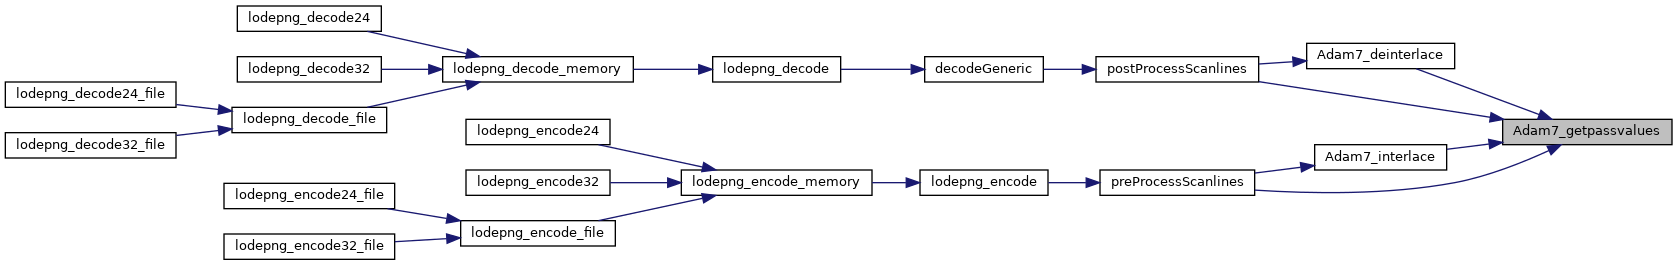 lodepng_decode24
lodepng_decode32
lodepng_decode_memory
lodepng_decode
decodeGeneric
postProcessScanlines
Adam7_deinterlace
lodepng_decode24_file
lodepng_decode_file
lodepng_decode32_file
Adam7_getpassvalues
lodepng_encode24
Adam7_interlace
lodepng_encode32
lodepng_encode_memory
lodepng_encode
preProcessScanlines
lodepng_encode24_file
lodepng_encode_file
lodepng_encode32_file